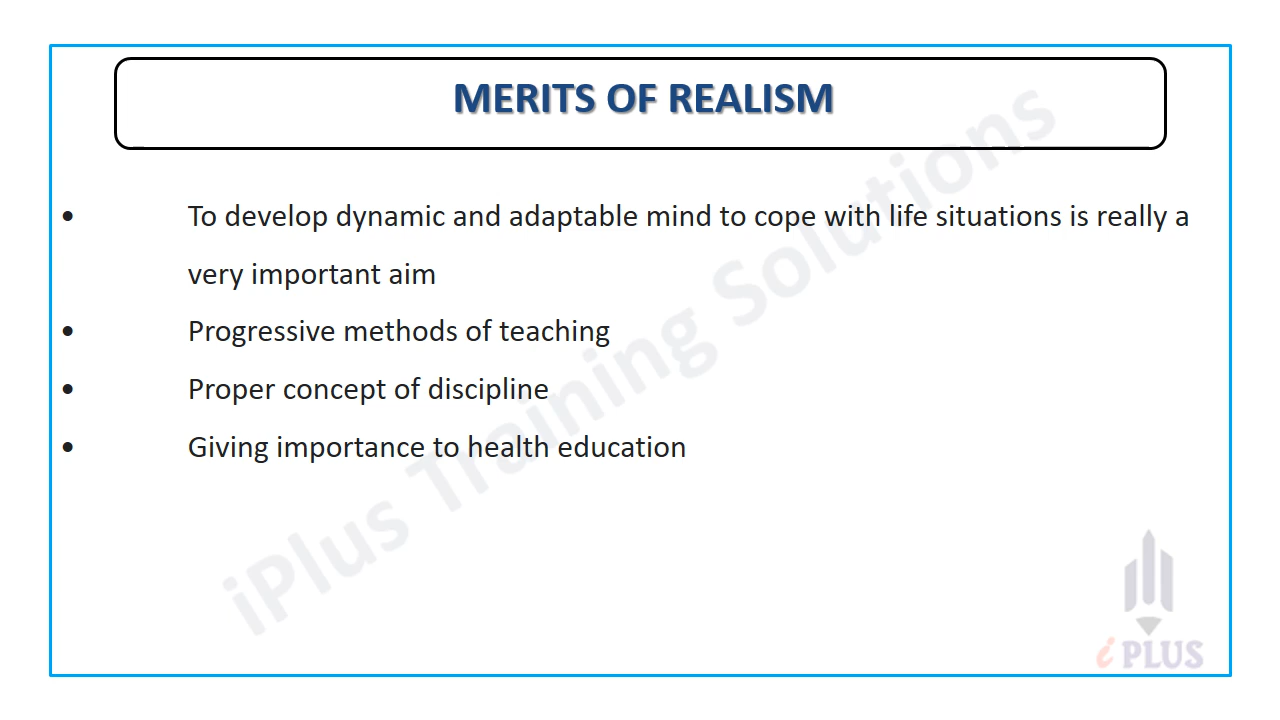 MERITS OF REALISM
• To develop dynamic and adaptable mind to cope with life situations is really a
very important aim
• Progressive methods of teaching
• Proper concept of discipline
• Giving importance to health education
iPlus Training Solutions
i PLUS